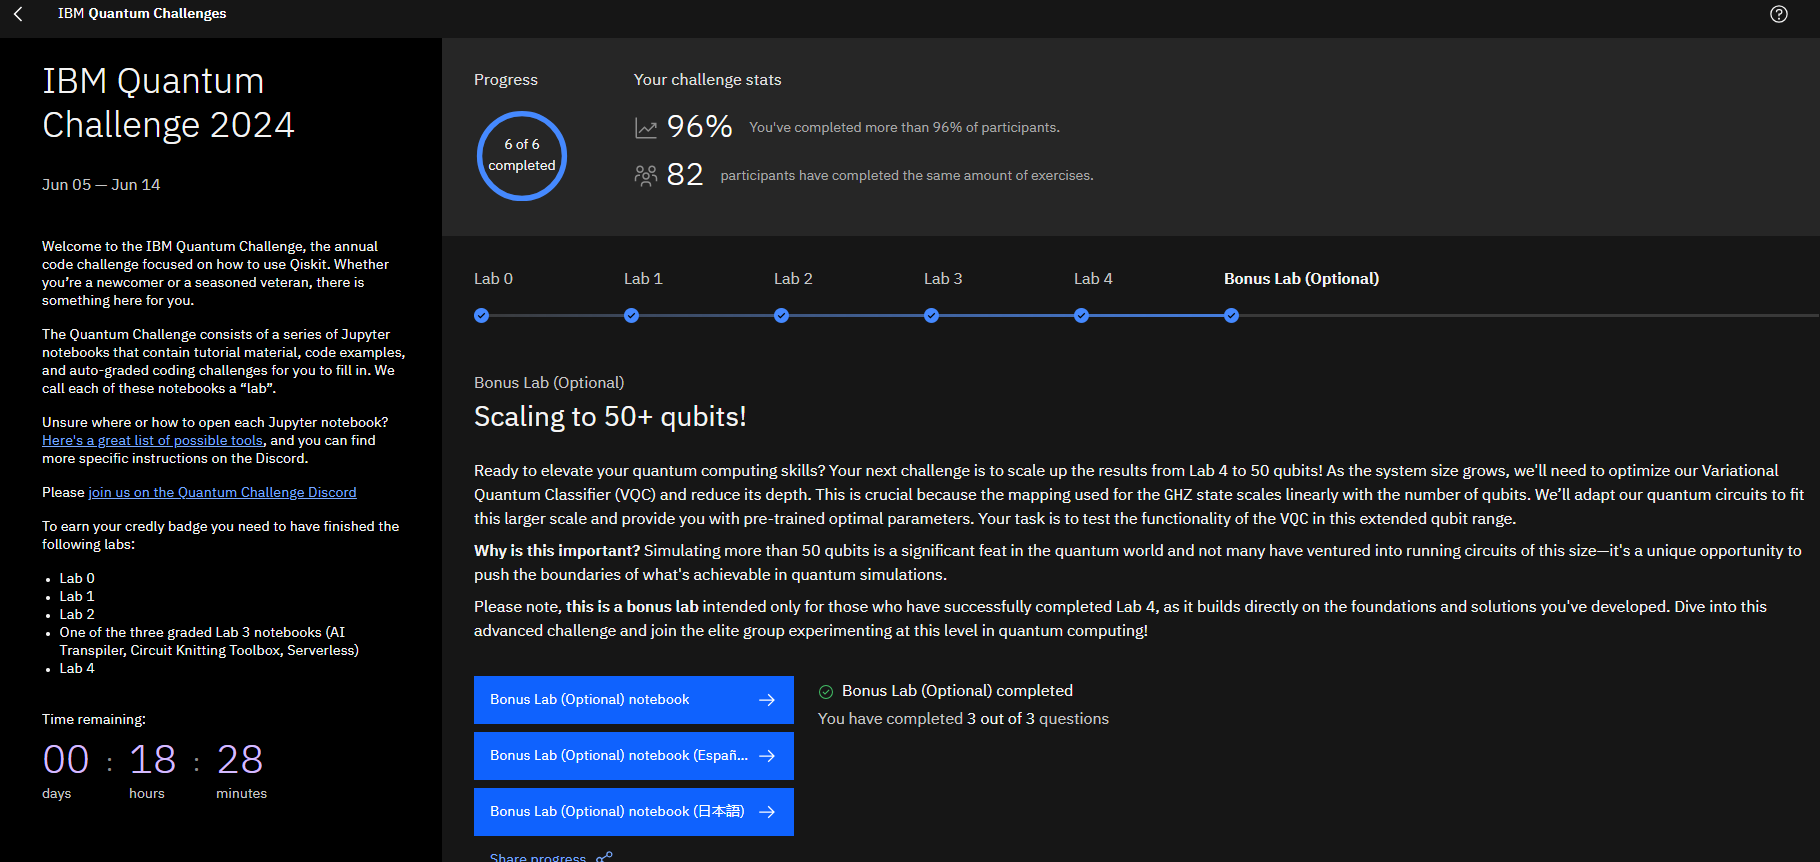 IBM Quantum Challenges
IBM Quantum
Challenge 2024
Jun 05 — Jun 14
Welcome to the IBM Quantum Challenge, the annual
code challenge focused on how to use Qiskit. Whether
you’re a newcomer or a seasoned veteran, there is
something here for you.
The Quantum Challenge consists of a series of Jupyter
notebooks that contain tutorial material, code examples,
and auto-graded coding challenges for you to fill in. We
call each of these notebooks a “lab”.
Unsure where or how to open each Jupyter notebook?
Here's a great list of possible tools, and you can find
more specific instructions on the Discord.
Please join us on the Quantum Challenge Discord
To earn your credly badge you need to have finished the
following labs:
• Lab 0
• Lab 1
• Lab 2
• One of the three graded Lab 3 notebooks (AI
Transpiler, Circuit Knitting Toolbox, Serverless)
• Lab 4
Time remaining:
00 : 18 : 28
days hours minutes
Progress
6 of 6
completed
Your challenge stats
96% You've completed more than 96% of participants.
82 participants have completed the same amount of exercises.
Lab 0 Lab 1 Lab 2 Lab 3 Lab 4 Bonus Lab (Optional)
Bonus Lab (Optional)
Scaling to 50+ qubits!
Ready to elevate your quantum computing skills? Your next challenge is to scale up the results from Lab 4 to 50 qubits! As the system size grows, we'll need to optimize our Variational
Quantum Classifier (VQC) and reduce its depth. This is crucial because the mapping used for the GHZ state scales linearly with the number of qubits. We’ll adapt our quantum circuits to fit
this larger scale and provide you with pre-trained optimal parameters. Your task is to test the functionality of the VQC in this extended qubit range.
Why is this important? Simulating more than 50 qubits is a significant feat in the quantum world and not many have ventured into running circuits of this size—it's a unique opportunity to
push the boundaries of what's achievable in quantum simulations.
Please note, this is a bonus lab intended only for those who have successfully completed Lab 4, as it builds directly on the foundations and solutions you've developed. Dive into this
advanced challenge and join the elite group experimenting at this level in quantum computing!
Bonus Lab (Optional) notebook
Bonus Lab (Optional) notebook (Españ...
Bonus Lab (Optional) notebook (日本語)
Bonus Lab (Optional) completed
You have completed 3 out of 3 questions
Share progress